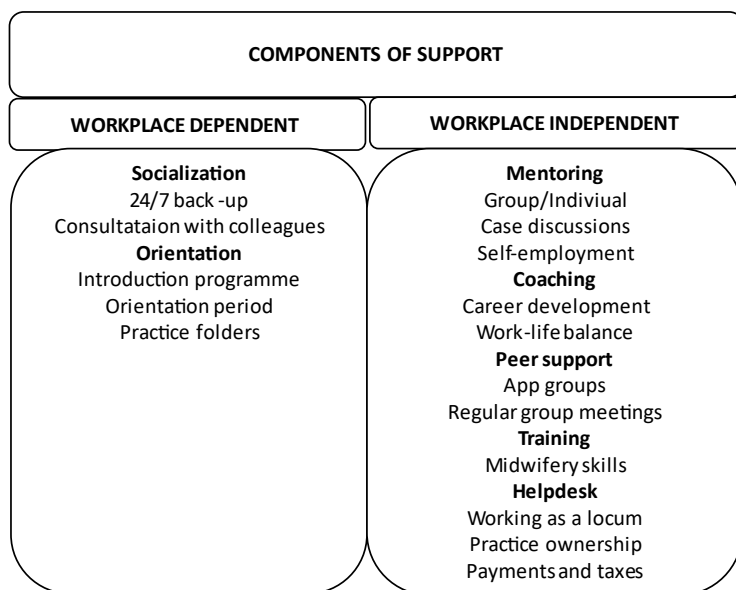 COMPONENTS OF SUPPORT
WORKPLACE DEPENDENT
Socialization
24/7 back -up
Consultataion with colleagues
Orientation
Introduction programme
Orientation period
Practice folders
WORKPLACE INDEPENDENT
Mentoring
Group/Indiviual
Case discussions
Self-employment
Coaching
Career development
Work-life balance
Peer support
App groups
Regular group meetings
Training
Midwifery skills
Helpdesk
Working as a locum
Practice ownership
Payments and taxes